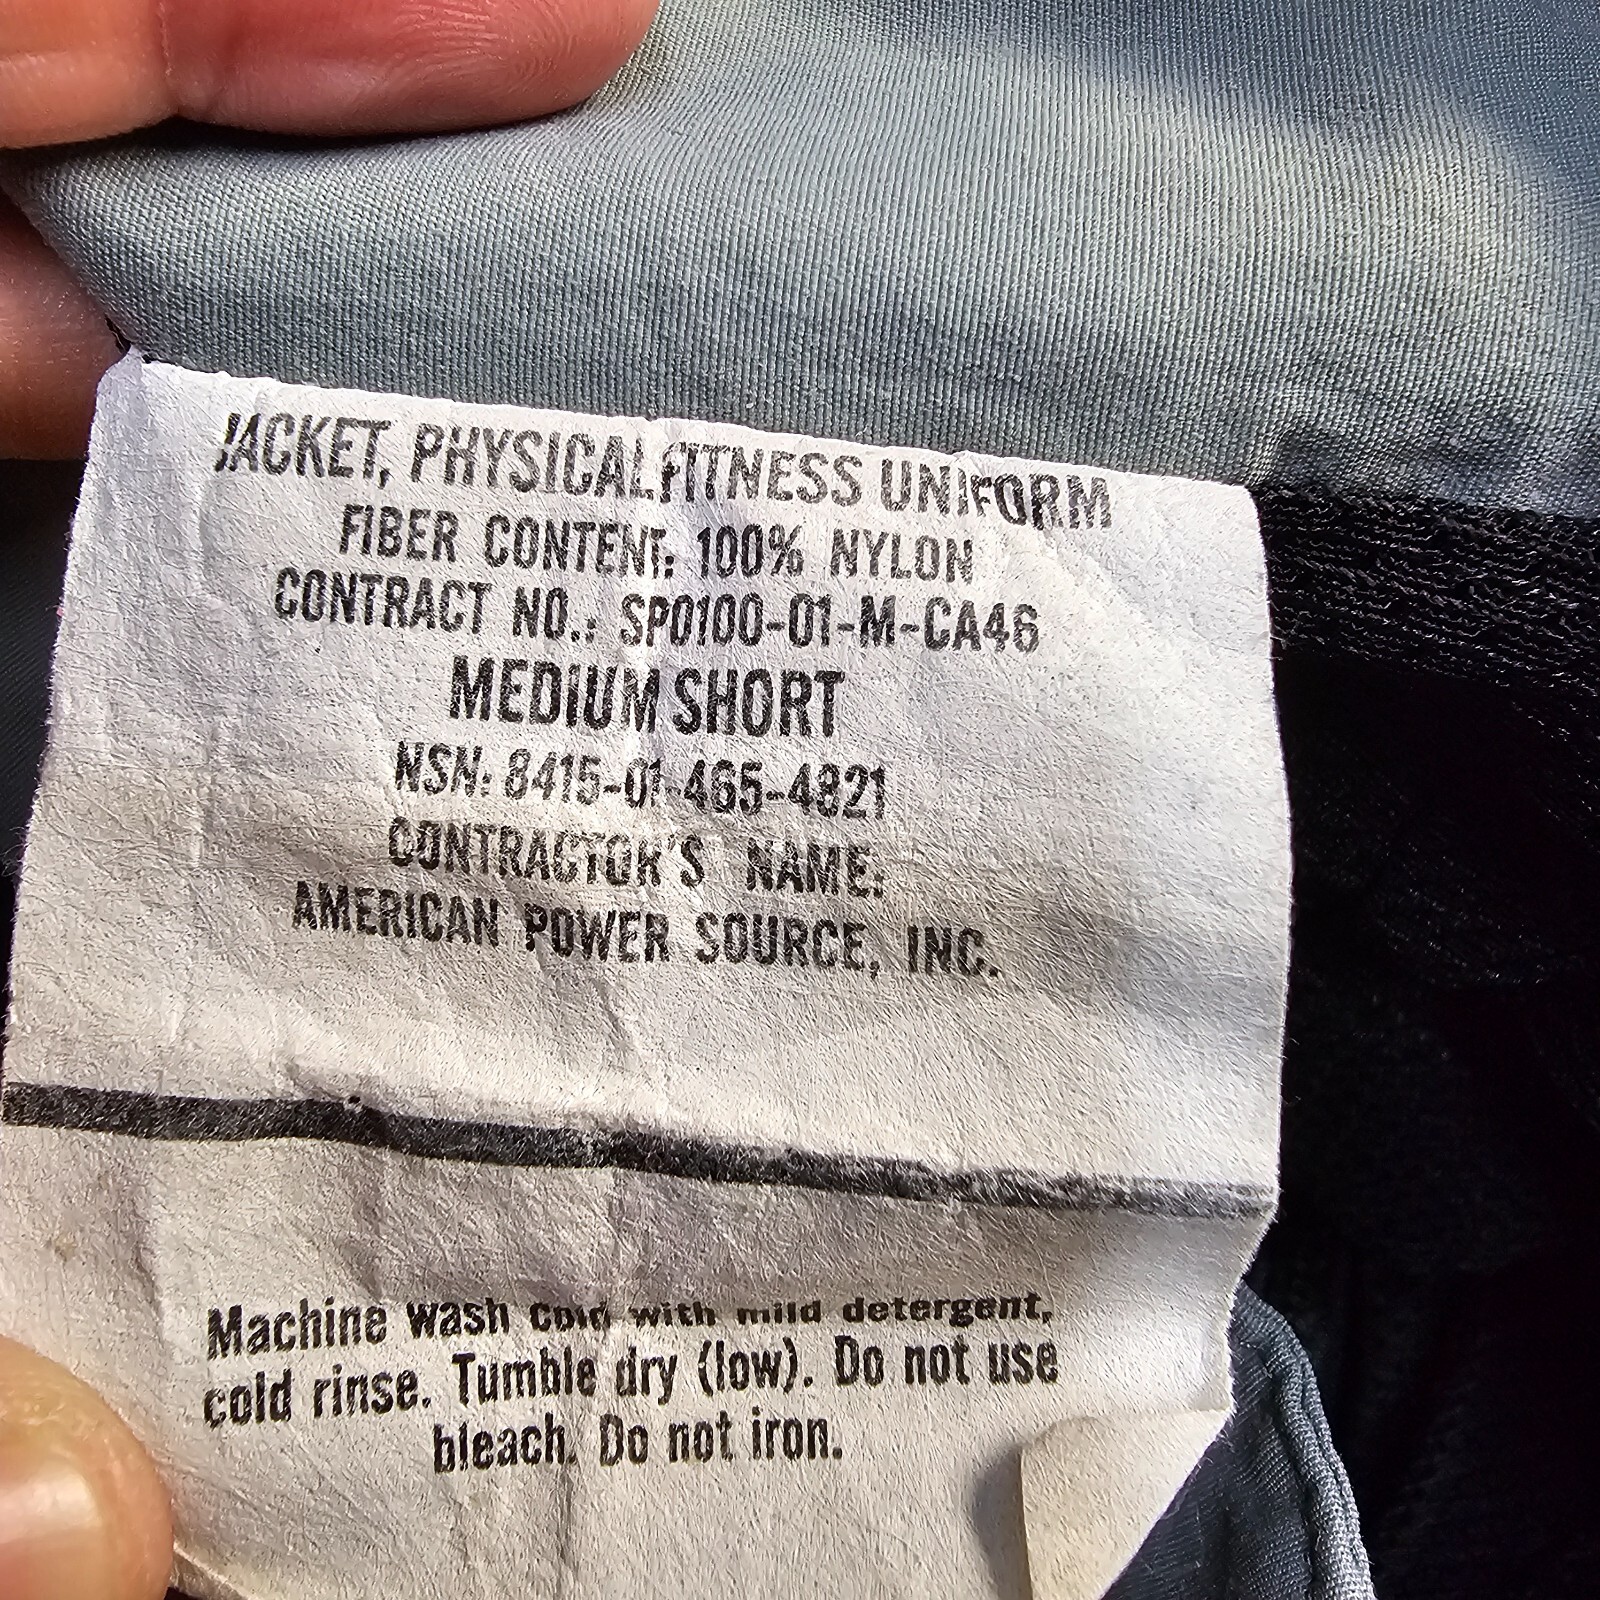 JACKET, PHYSICAL FITNESS UNIFORM
FIBER CONTENT: 100% NYLON
CONTRACT NO.: SP0100-01-M-CA46
MEDIUM SHORT
NSN: 8415-01-465-4821
CONTRACTOR'S NAME:
AMERICAN POWER SOURCE, INC.
Machine wash cold with mild detergent,
cold rinse. Tumble dry (low). Do not use
bleach. Do not iron.